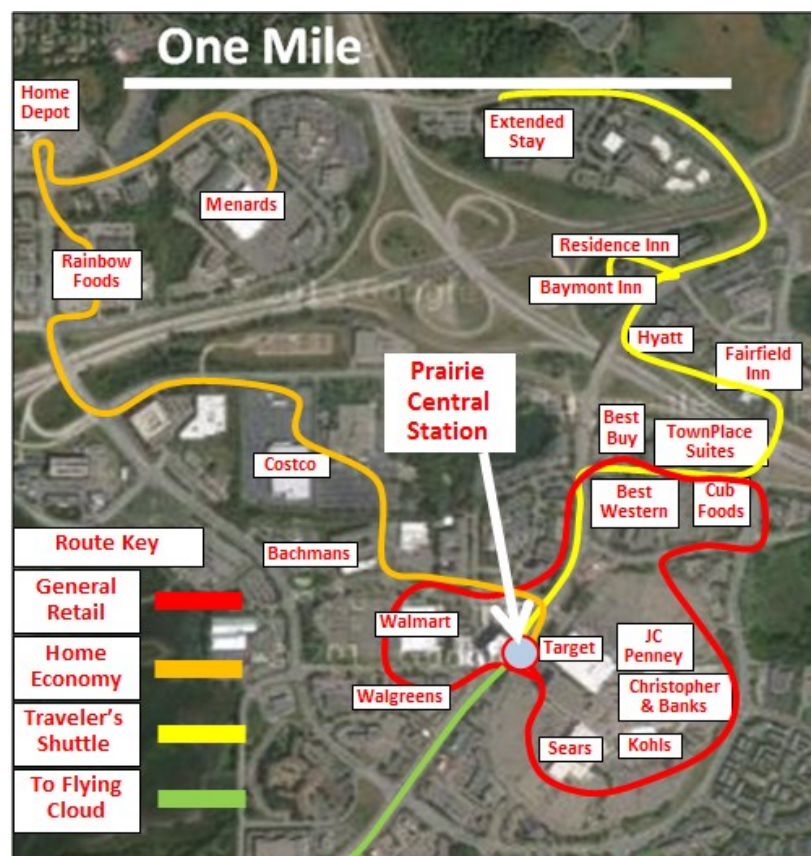 One Mile
Home
Depot
Extended
Stay
Menards
Residence Inn
Rainbow
Foods
Baymont Inn
Hyatt
Fairfield
Inn
Prairie
Central
Station
Best
Buy
TownPlace
Suites
Costco
Best
Western
Cub
Foods
Route Key
Bachmans
General
Retail
Walmart
Target
JC
Penney
Home
Economy
Walgreens
Christopher
& Banks
Traveler's
Shuttle
Sears
Kohls
To Flying
Cloud